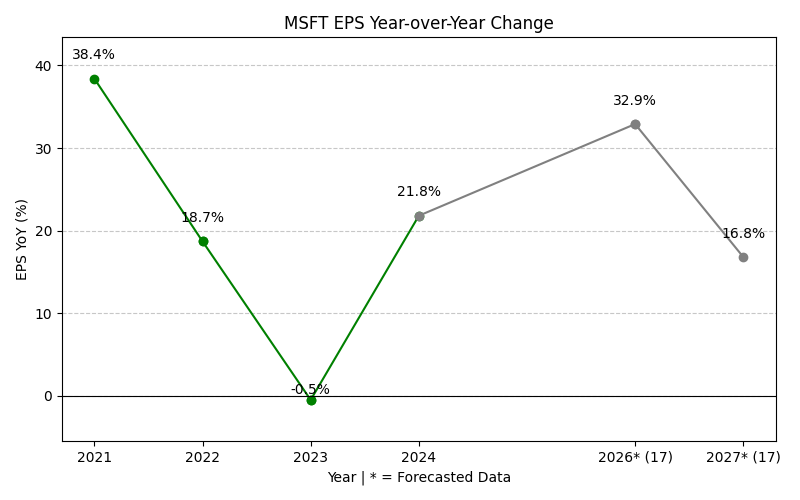 MSFT EPS Year-over-Year Change
38.4%
40
32.9%
30
21.8%
18.7%
16.8%
EPS YoY (%)
20
10
-0.5%
0
2021 2022 2023 2024 2026* (17) 2027* (17)
Year | * = Forecasted Data